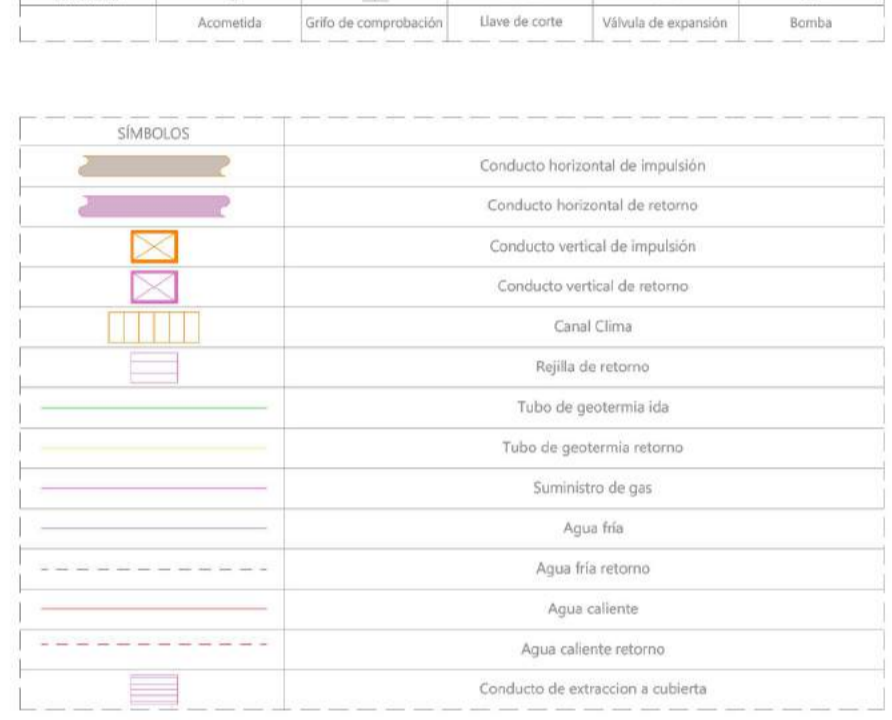 Acometida Grifo de comprobación Llave de corte Válvula de expansión Bomba
SÍMBOLOS
Conducto horizontal de impulsión
Conducto horizontal de retorno
Conducto vertical de impulsión
Conducto vertical de retorno
Canal Clima
Rejilla de retorno
Tubo de geotermia ida
Tubo de geotermia retorno
Suministro de gas
Agua fría
Agua fría retorno
Agua caliente
Agua caliente retorno
Conducto de extraccion a cubierta